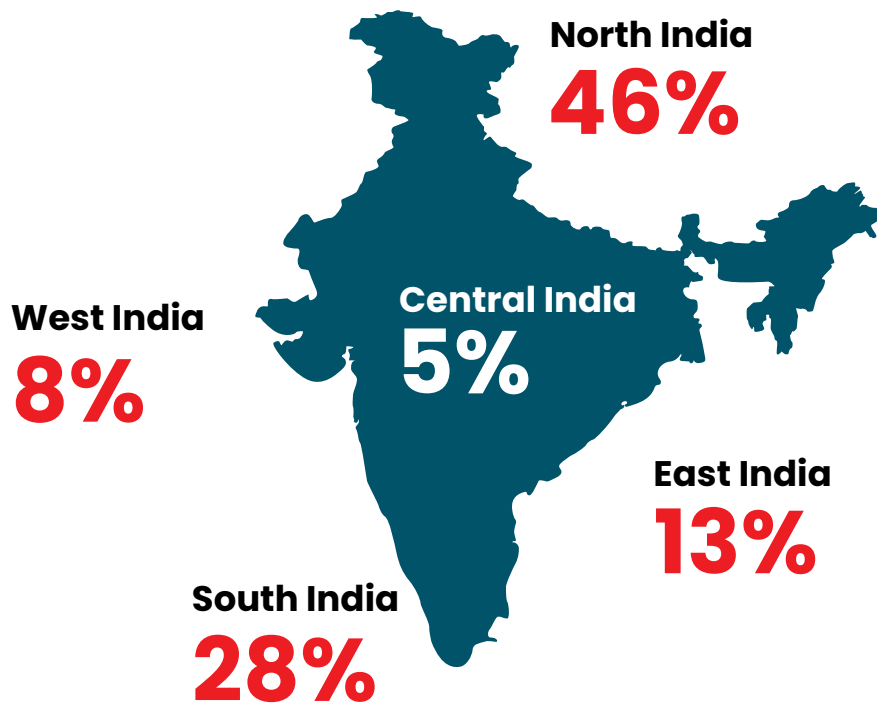 North India
46%
Central India
5%
West India
8%
East India
13%
South India
28%